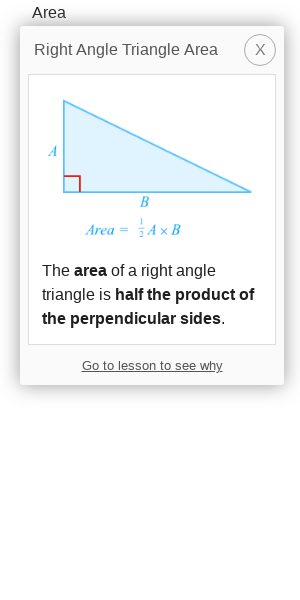 Area
Right Angle Triangle Area X
A
B
Area = 1/2 A × B
The area of a right angle
triangle is half the product of
the perpendicular sides.
Go to lesson to see why